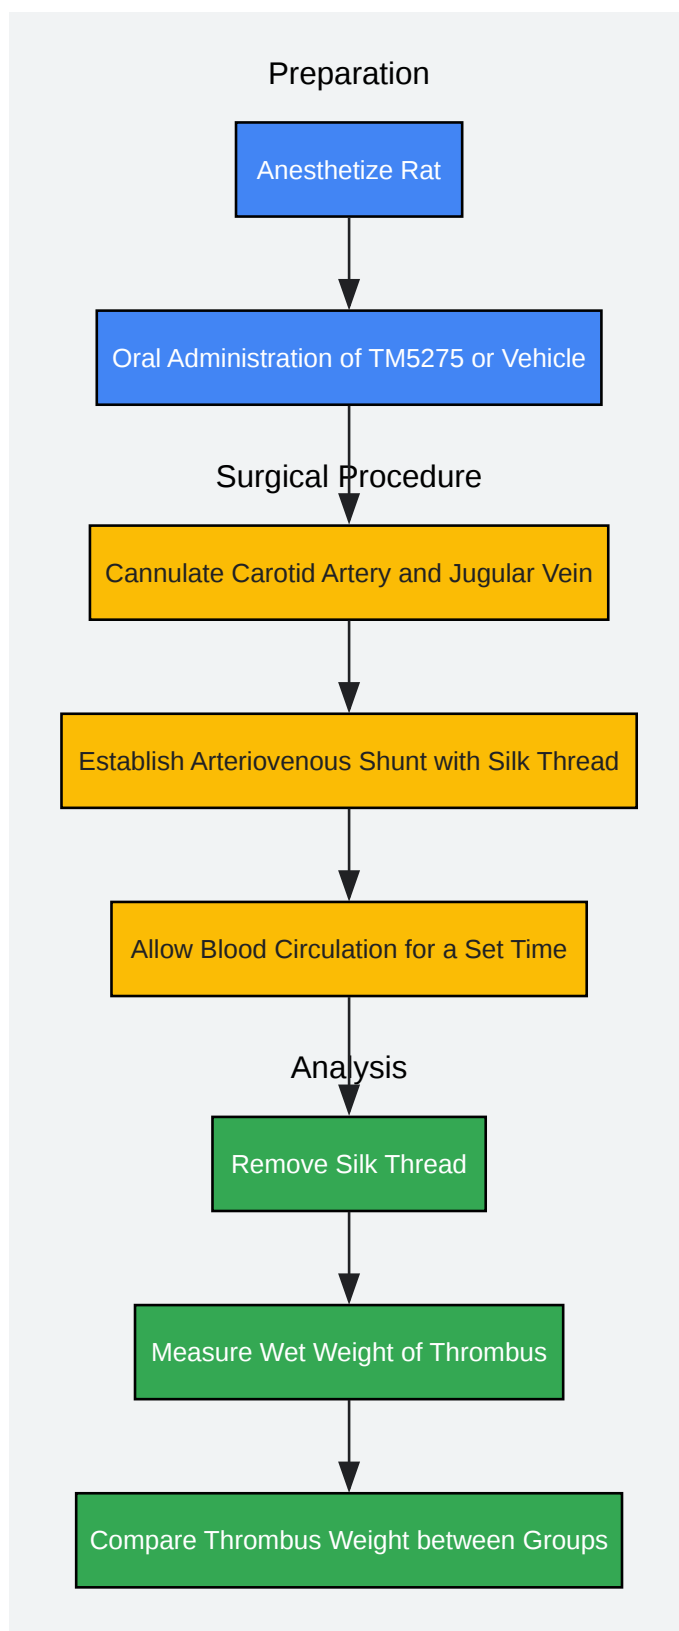 Preparation
Anesthetize Rat
Oral Administration of TM5275 or Vehicle
Surgical Procedure
Cannulate Carotid Artery and Jugular Vein
Establish Arteriovenous Shunt with Silk Thread
Allow Blood Circulation for a Set Time
Analysis
Remove Silk Thread
Measure Wet Weight of Thrombus
Compare Thrombus Weight between Groups